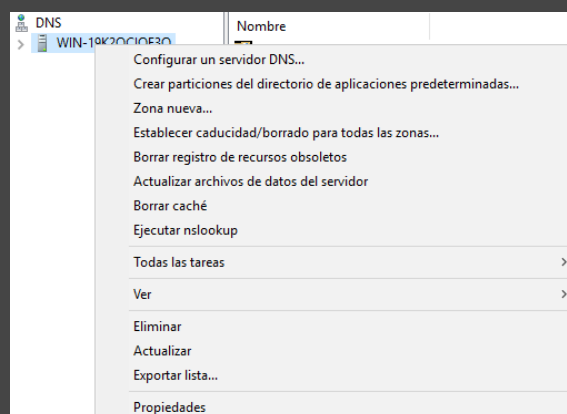 DNS
Nombre
Configurar un servidor DNS...
Crear particiones del directorio de aplicaciones predeterminadas...
Zona nueva...
Establecer caducidad/borrado para todas las zonas...
Borrar registro de recursos obsoletos
Actualizar archivos de datos del servidor
Borrar caché
Ejecutar nslookup
Todas las tareas
Ver
Eliminar
Actualizar
Exportar lista...
Propiedades